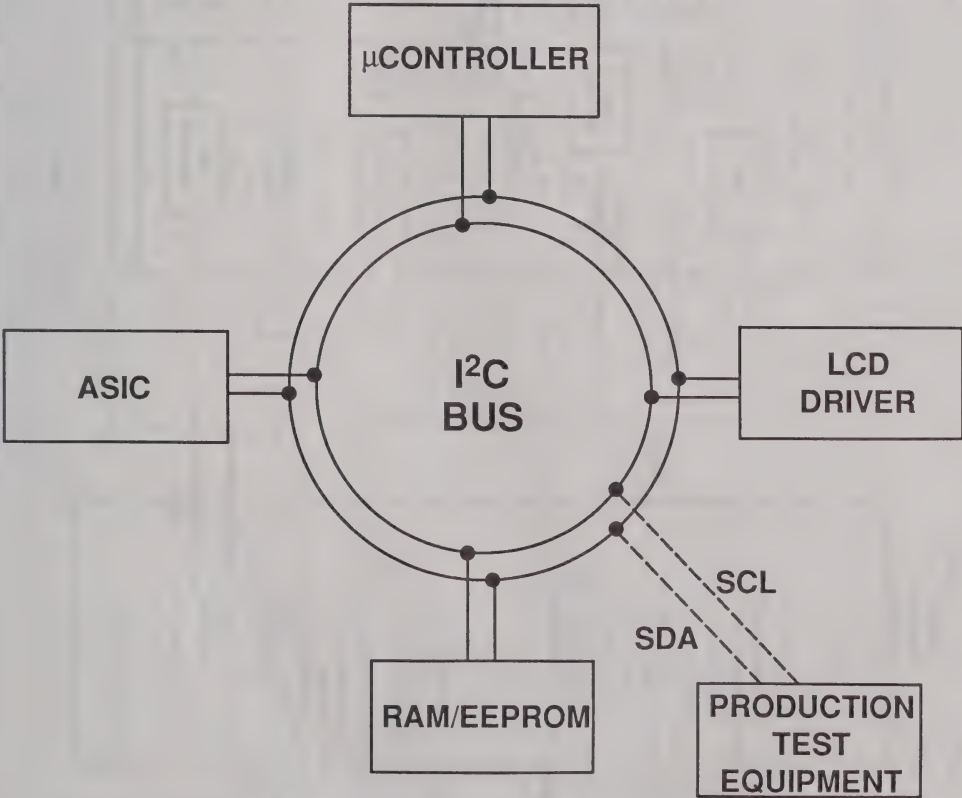 μCONTROLLER
ASIC
I²C
BUS
LCD
DRIVER
SCL
SDA
RAM/EEPROM
PRODUCTION
TEST
EQUIPMENT